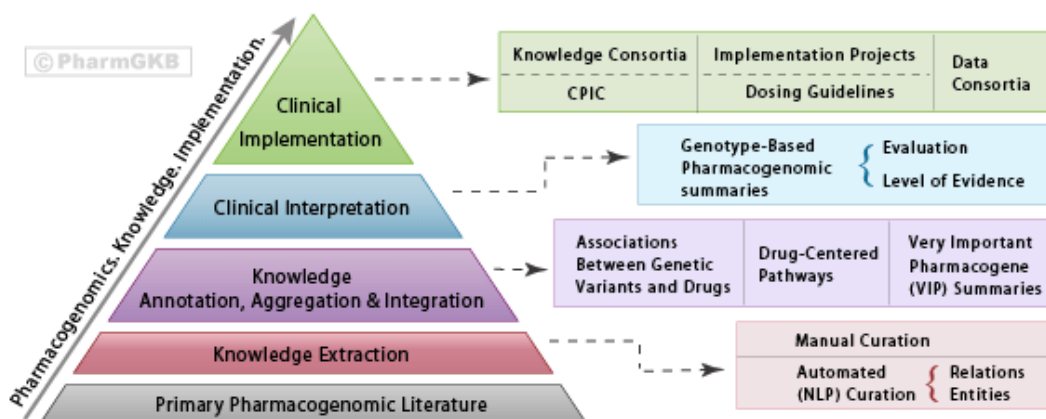 © PharmGKB
Pharmacogenomics. Knowledge. Implementation.
Clinical
Implementation
Knowledge Consortia
CPIC
Implementation Projects
Dosing Guidelines
Data
Consortia
Clinical Interpretation
Genotype-Based
Pharmacogenomic
summaries
Evaluation
Level of Evidence
Knowledge
Annotation, Aggregation & Integration
Associations
Between Genetic
Variants and Drugs
Drug-Centered
Pathways
Very Important
Pharmacogene
(VIP) Summaries
Knowledge Extraction
Manual Curation
Automated
(NLP) Curation
Relations
Entities
Primary Pharmacogenomic Literature